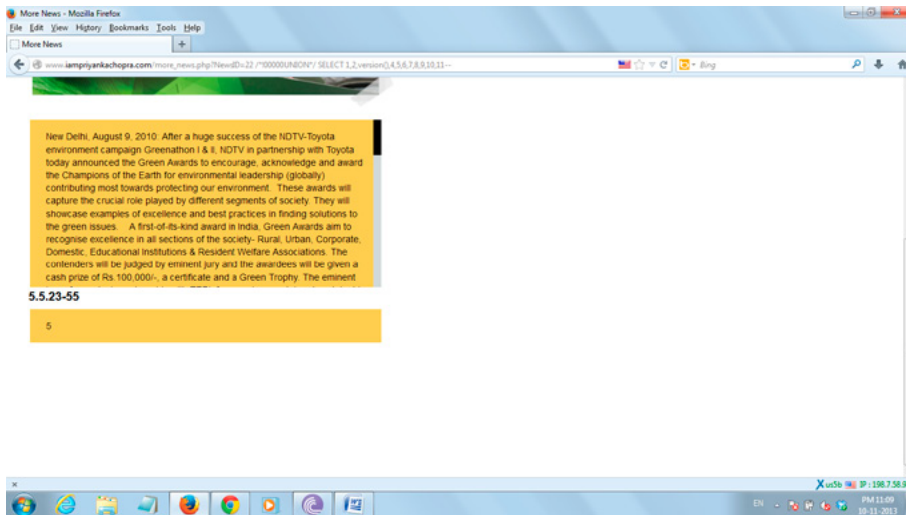 More News - Mozilla Firefox
File Edit View History Bookmarks Tools Help
More News
www.iampriyankachopra.com/more_news.php?NewsID=22 /*!00000UNION*/ SELECT 1,2,version(),4,5,6,7,8,9,10,11--
Bing
New Delhi, August 9, 2010: After a huge success of the NDTV-Toyota
environment campaign Greenathon I & II, NDTV in partnership with Toyota
today announced the Green Awards to encourage, acknowledge and award
the Champions of the Earth for environmental leadership (globally)
contributing most towards protecting our environment. These awards will
capture the crucial role played by different segments of society. They will
showcase examples of excellence and best practices in finding solutions to
the green issues. A first-of-its-kind award in India, Green Awards aim to
recognise excellence in all sections of the society- Rural, Urban, Corporate,
Domestic, Educational Institutions & Resident Welfare Associations. The
contenders will be judged by eminent jury and the awardees will be given a
cash prize of Rs.100,000/-, a certificate and a Green Trophy. The eminent
5.5.23-55
5
us5b IP : 198.7.58.9
EN
PM 11:09
10-11-2013